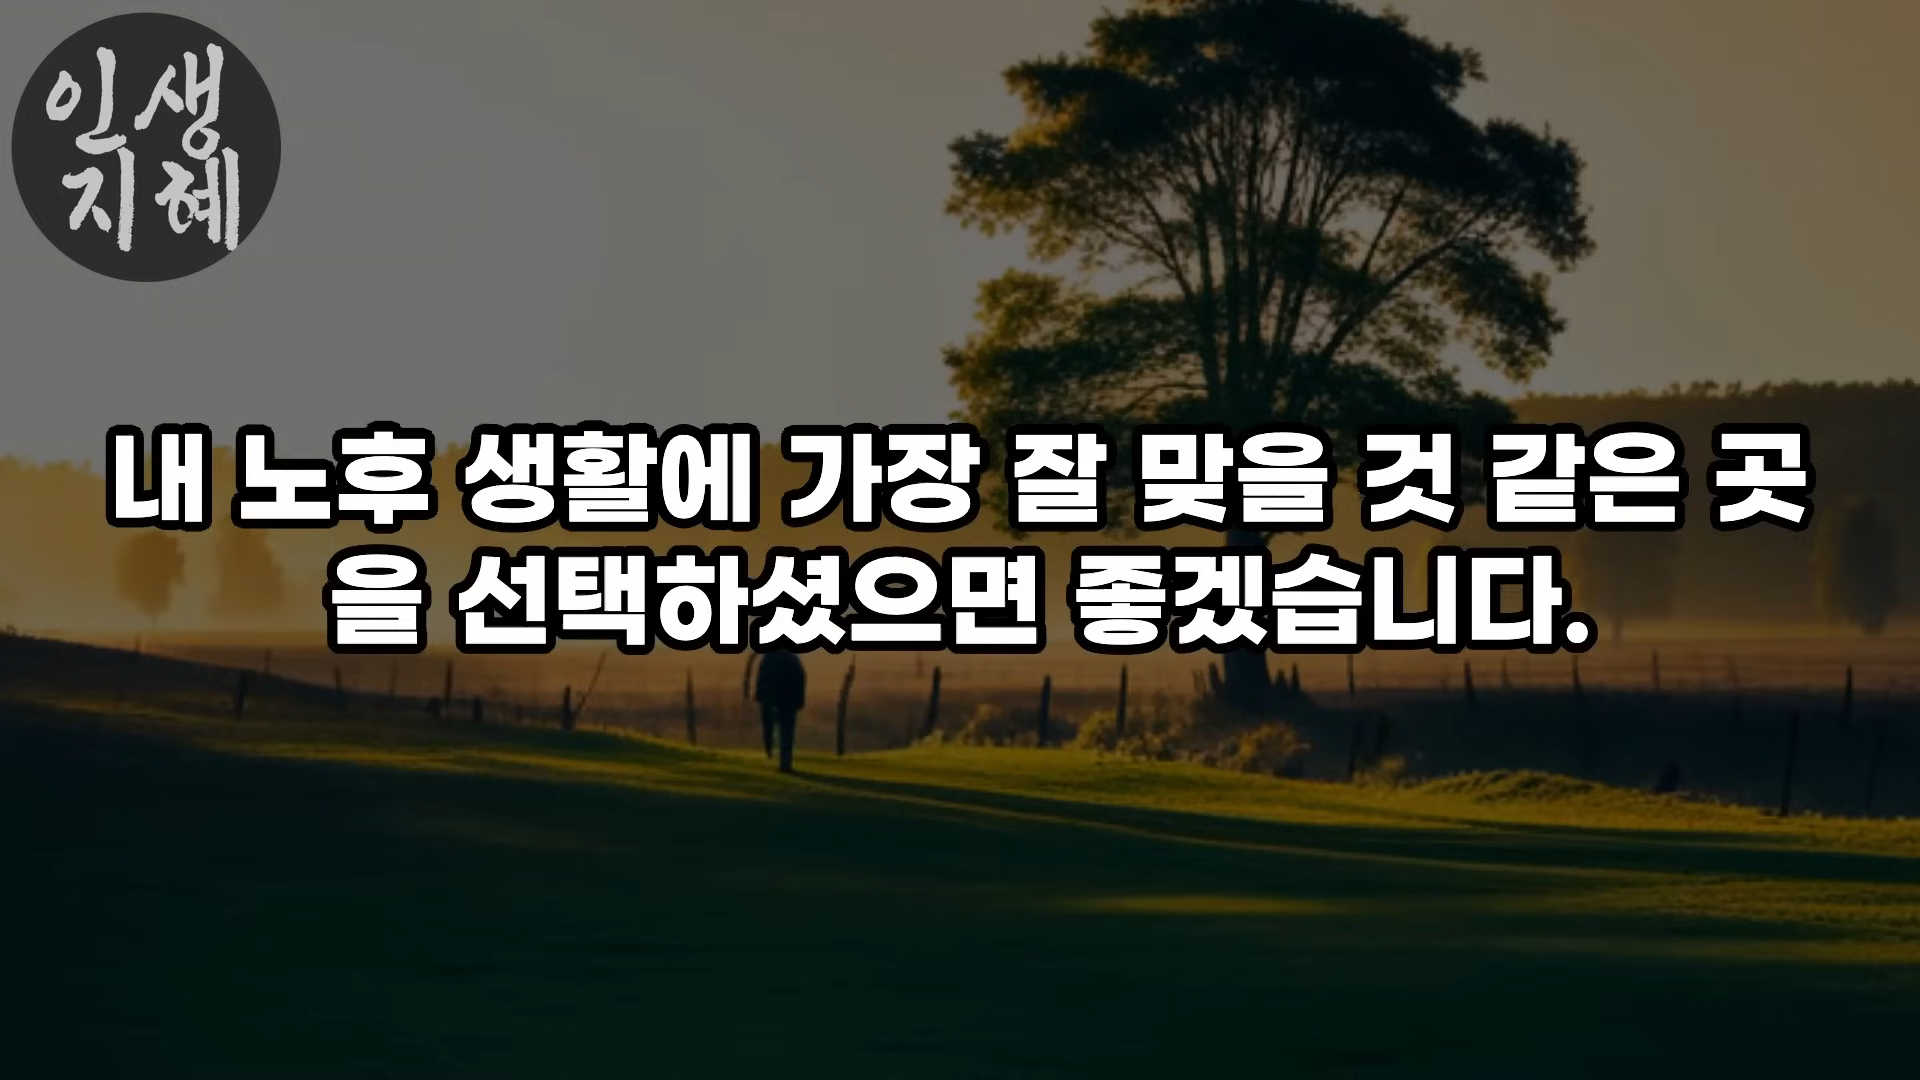 인생
지혜
내 노후 생활에 가장 잘 맞을 것 같은 곳
을 선택하셨으면 좋겠습니다.